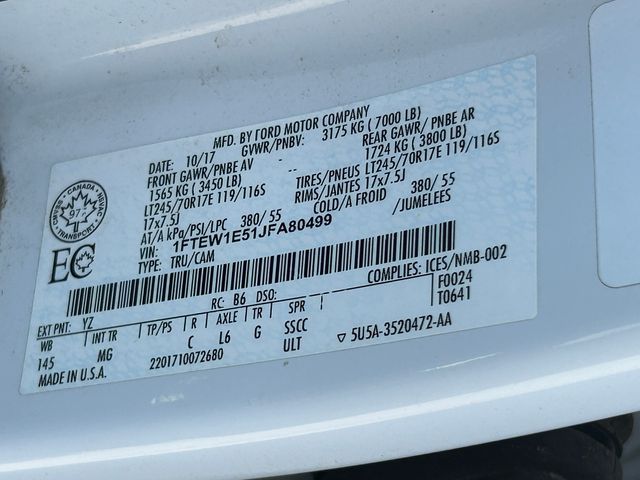 MFD. BY FORD MOTOR COMPANY
DATE: 10/17 GVWR/PNBV: 3175 KG (7000 LB)
FRONT GAWR/PNBE AV - - REAR GAWR/ PNBE AR
1565 KG (3450 LB) 1724 KG (3800 LB)
LT245/70R17E 119/116S TIRES/PNEUS LT245/70R17E 119/116S
17x7.5J RIMS/JANTES 17x7.5J
AT/A kPa/PSI/LPC 380/ 55 COLD/A FROID 380/ 55
VIN: 1FTEW1E51JFA80499 /JUMELEES
TYPE: TRU/CAM
CANADA
97
TRANSPORT
EC
COMPLIES: ICES/NMB-002
RC: B6 DSO: F0024
EXT PNT: YZ T0641
WB INT TR TP/PS R AXLE TR SPR
145 MG C L6 G SSCC
ULT
MADE IN U.S.A. 2201710072680 ▽ 5U5A-3520472-AA